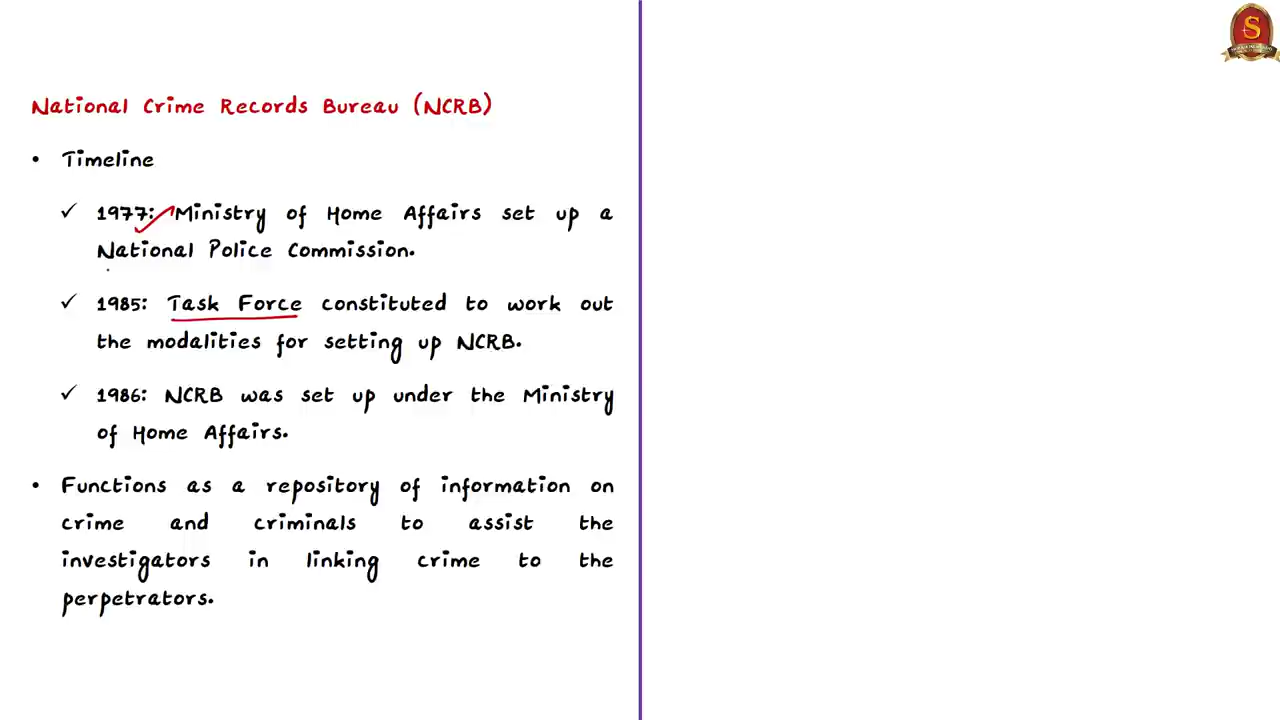 National Crime Records Bureau (NCRB)
• Timeline
✓ 1977: Ministry of Home Affairs set up a
National Police Commission.
✓ 1985: Task Force constituted to work out
the modalities for setting up NCRB.
✓ 1986: NCRB was set up under the Ministry
of Home Affairs.
• Functions as a repository of information on
crime and criminals to assist the
investigators in linking crime to the
perpetrators.
S